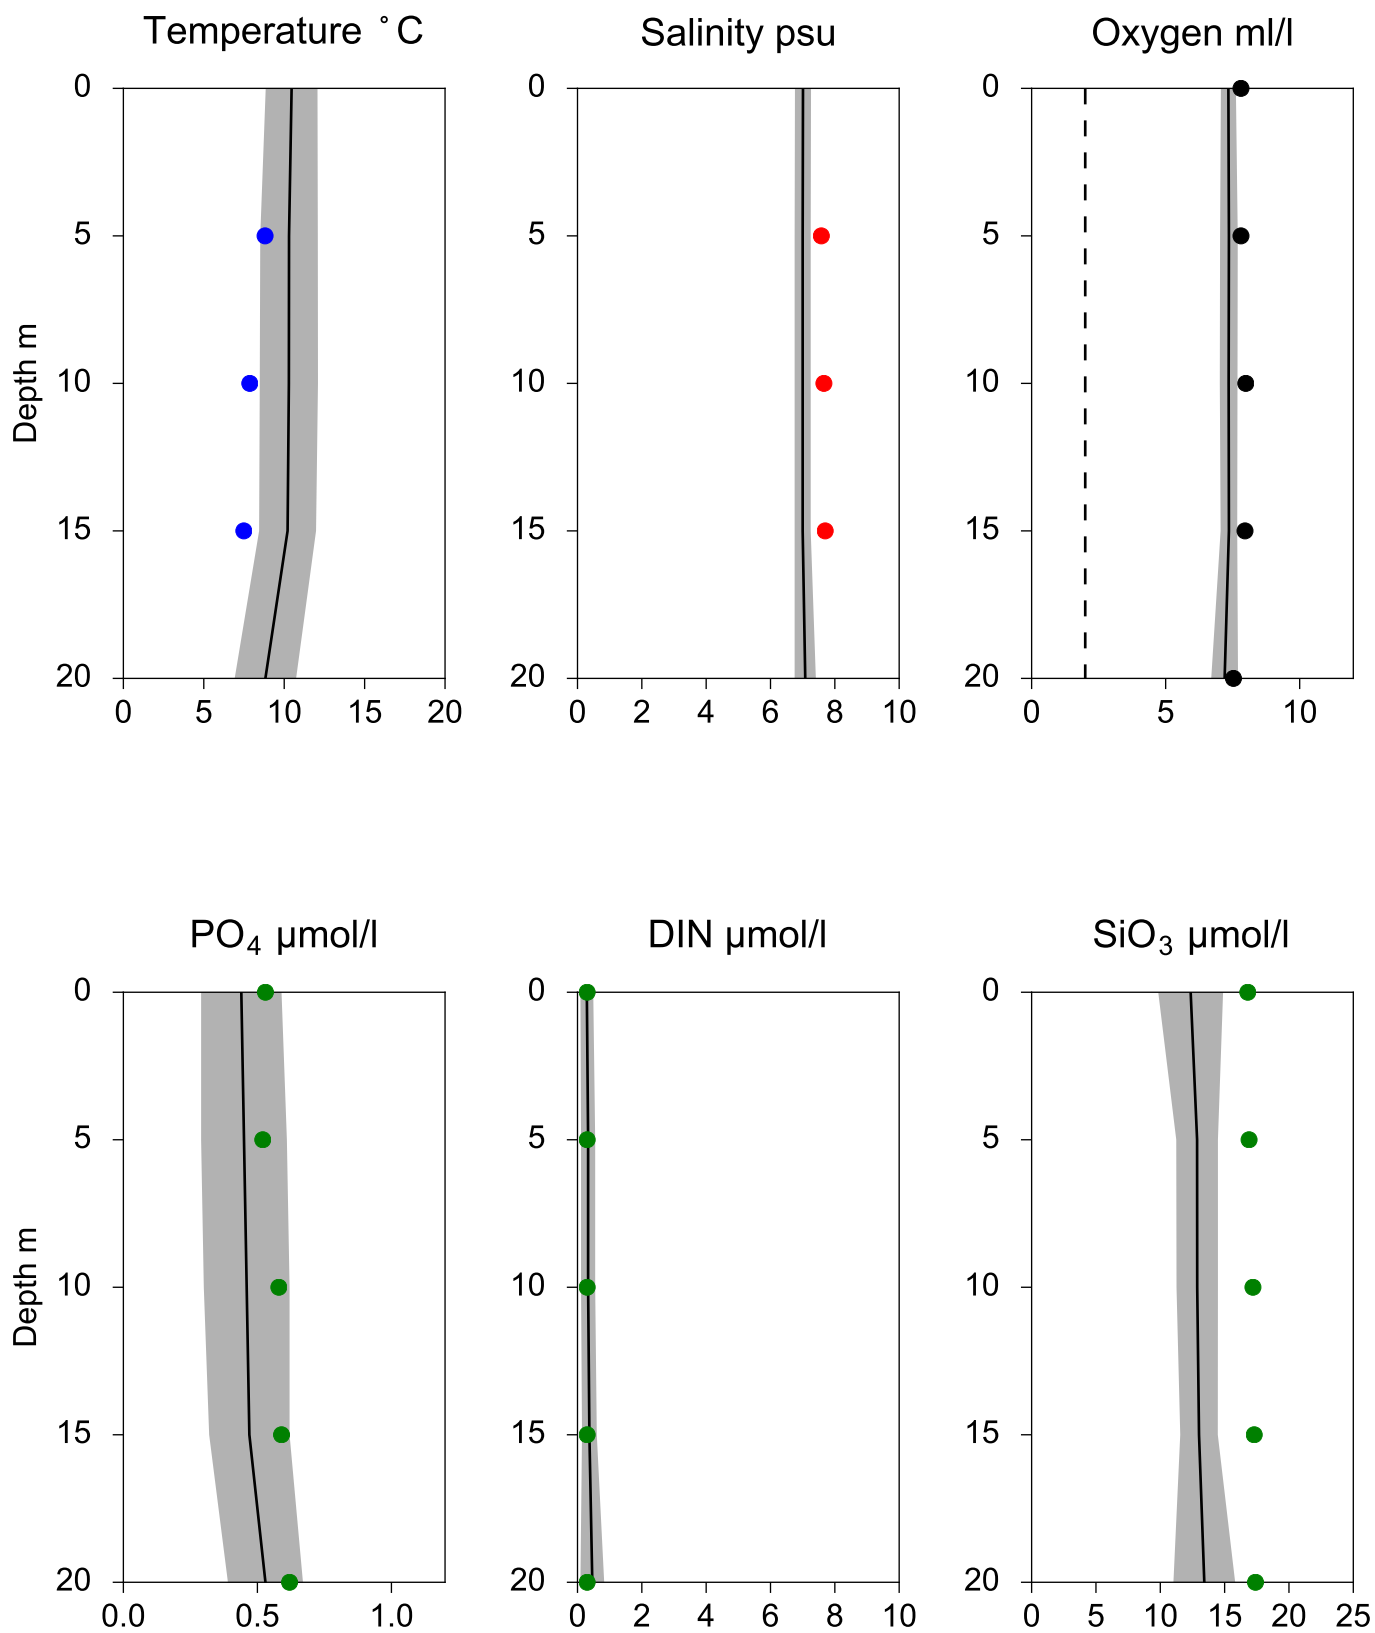 Temperature °C
Salinity psu
Oxygen ml/l
0
5
10
15
20
Depth m
0 5 10 15 20
0
5
10
15
20
0 2 4 6 8 10
0
5
10
15
20
0 5 10
PO4 µmol/l
DIN µmol/l
SiO3 µmol/l
0
5
10
15
20
Depth m
0.0 0.5 1.0
0
5
10
15
20
0 2 4 6 8 10
0
5
10
15
20
0 5 10 15 20 25